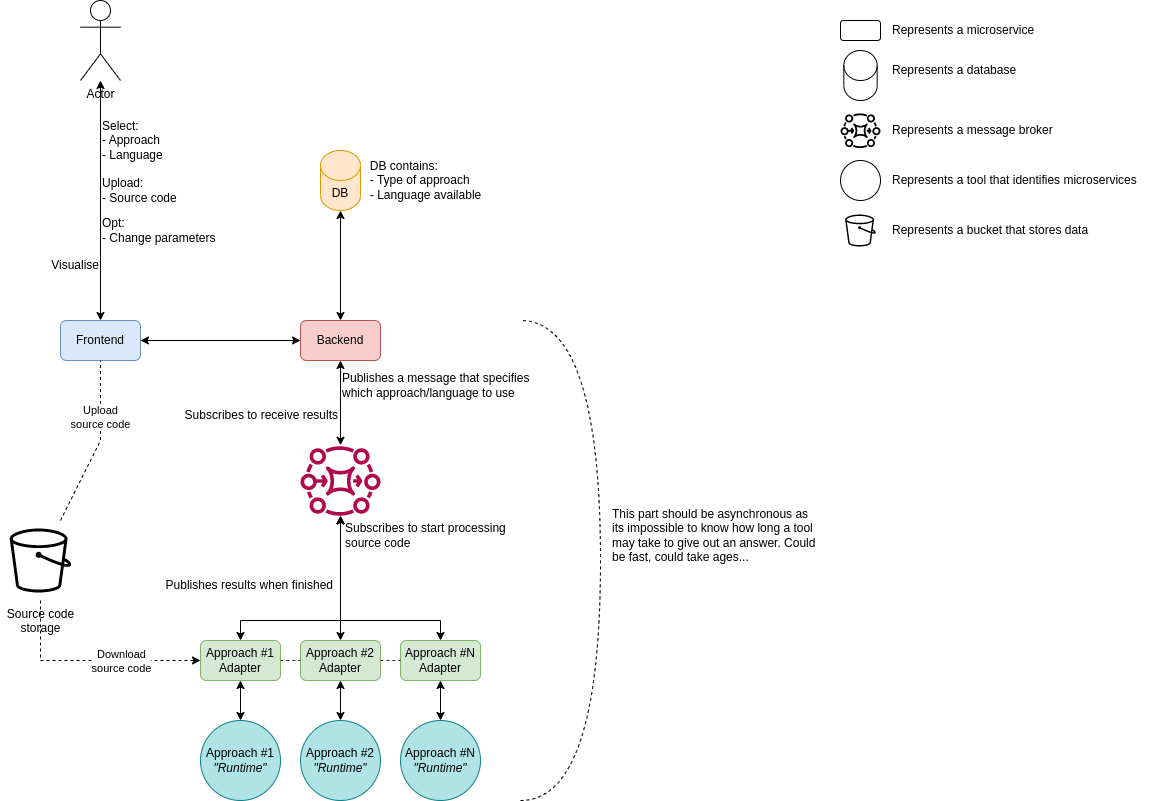 Actor
Select:
- Approach
- Language
Upload:
- Source code
Opt:
- Change parameters
Visualise
DB
DB contains:
- Type of approach
- Language available
Represents a microservice
Represents a database
Represents a message broker
Represents a tool that identifies microservices
Represents a bucket that stores data
Frontend
Backend
Publishes a message that specifies
which approach/language to use
Subscribes to receive results
Upload
source code
Subscribes to start processing
source code
This part should be asynchronous as
its impossible to know how long a tool
may take to give out an answer. Could
be fast, could take ages...
Publishes results when finished
Source code
storage
Download
source code
Approach #1
Adapter
Approach #2
Adapter
Approach #N
Adapter
Approach #1
"Runtime"
Approach #2
"Runtime"
Approach #N
"Runtime"